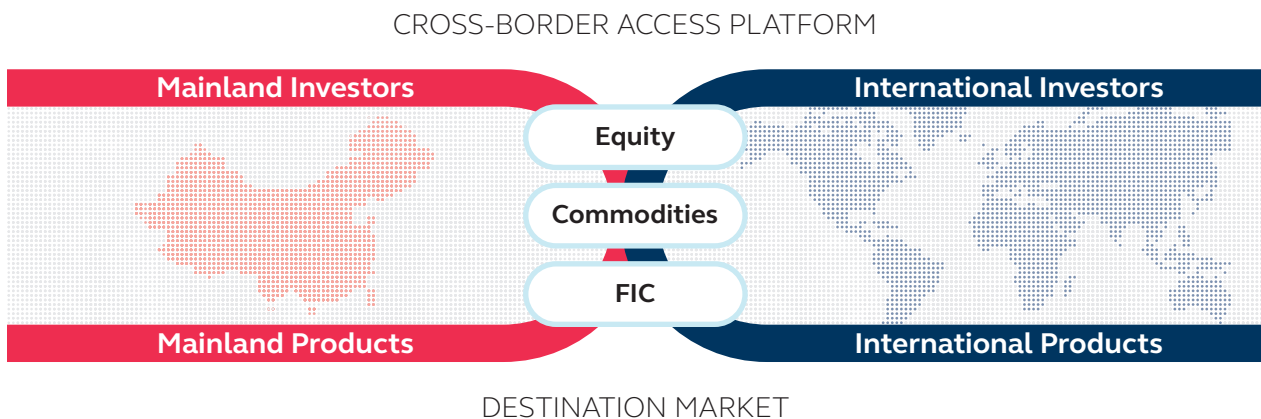 CROSS-BORDER ACCESS PLATFORM
Mainland Investors
International Investors
Equity
Commodities
FIC
Mainland Products
International Products
DESTINATION MARKET